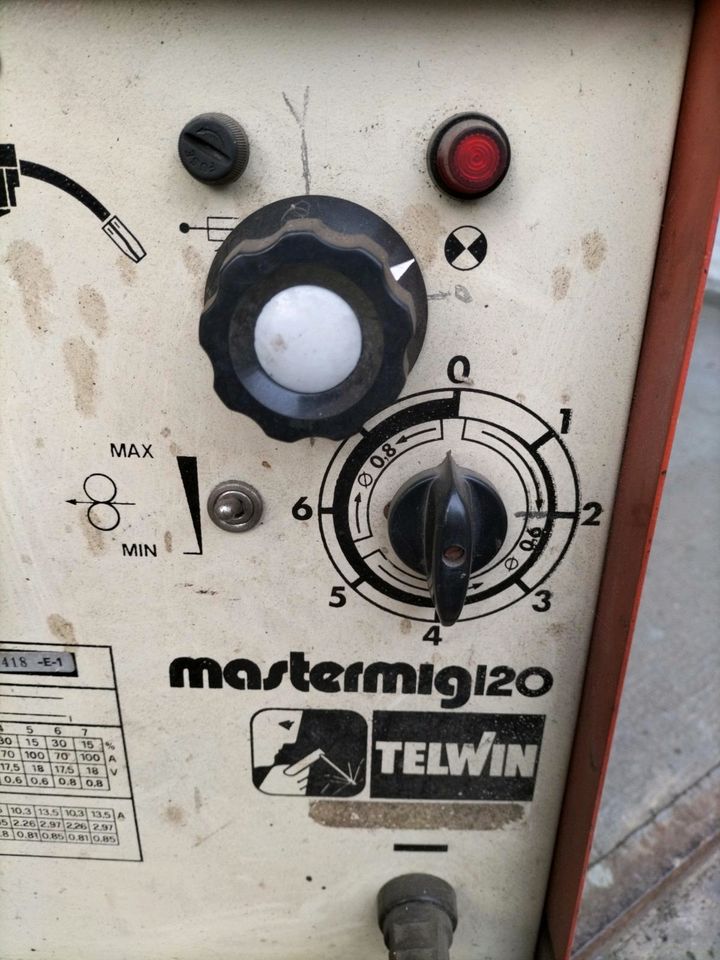 0
1
2
3
4
5
6
Ø 0,8
Ø 0,6
MAX
MIN
mastermig120
TELWIN
418 -E-1
5 6 7
15 30 15 %
70 100 70 100 A
17,5 18 17,5 18 V
0.6 0.6 0.8 0.8
10.3 13.5 10.3 13.5 A
2.26 2.97 2.26 2.97
0.81 0.85 0.81 0.85